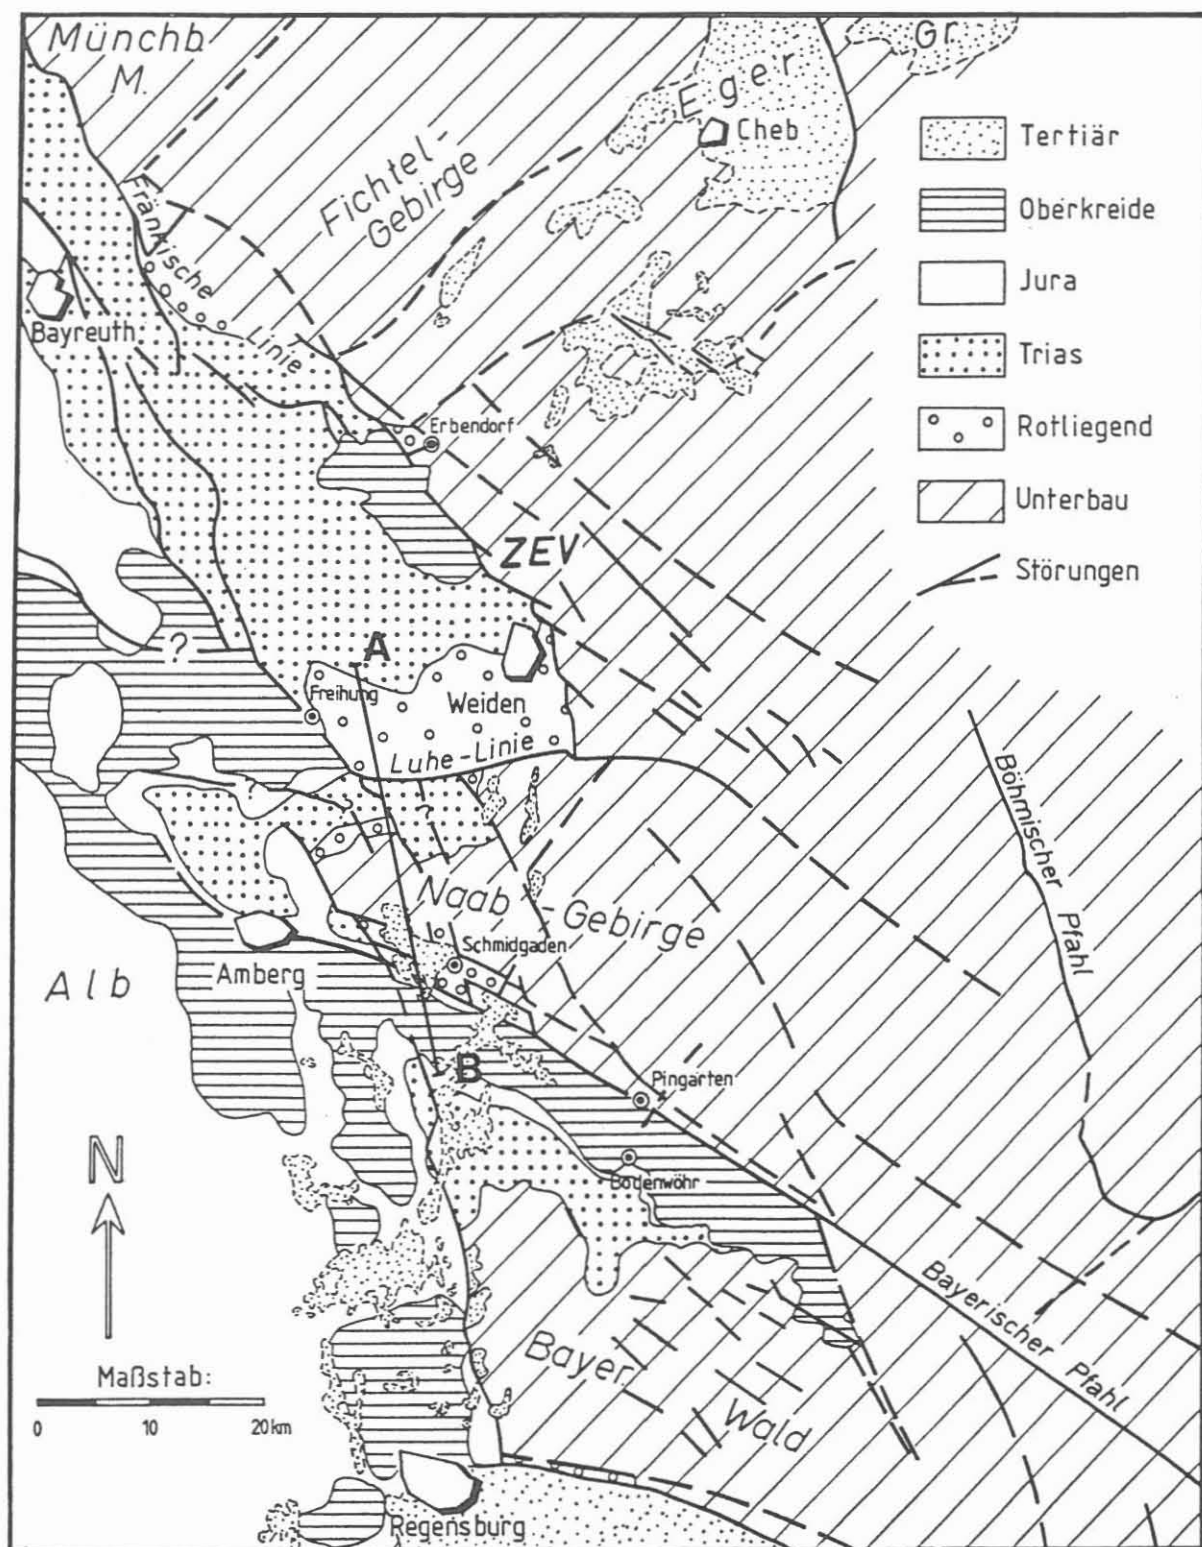 Münchb.
M.
Gr.
Eger
Cheb
Fichtel-
Gebirge
Fränkische
Linie
Bayreuth
Tertiär
Oberkreide
Jura
Trias
Rotliegend
Unterbau
Störungen
Erbendorf
ZEV
?
A
Freihung
Weiden
Luhe-Linie
?
?
?
Böhmischer
Pfahl
Naab-Gebirge
Schmidgaden
Amberg
Alb
B
Pingarten
Bodenwöhr
N
Bayerischer
Pfahl
Bayer.
Wald
Maßstab:
0 10 20km
Regensburg